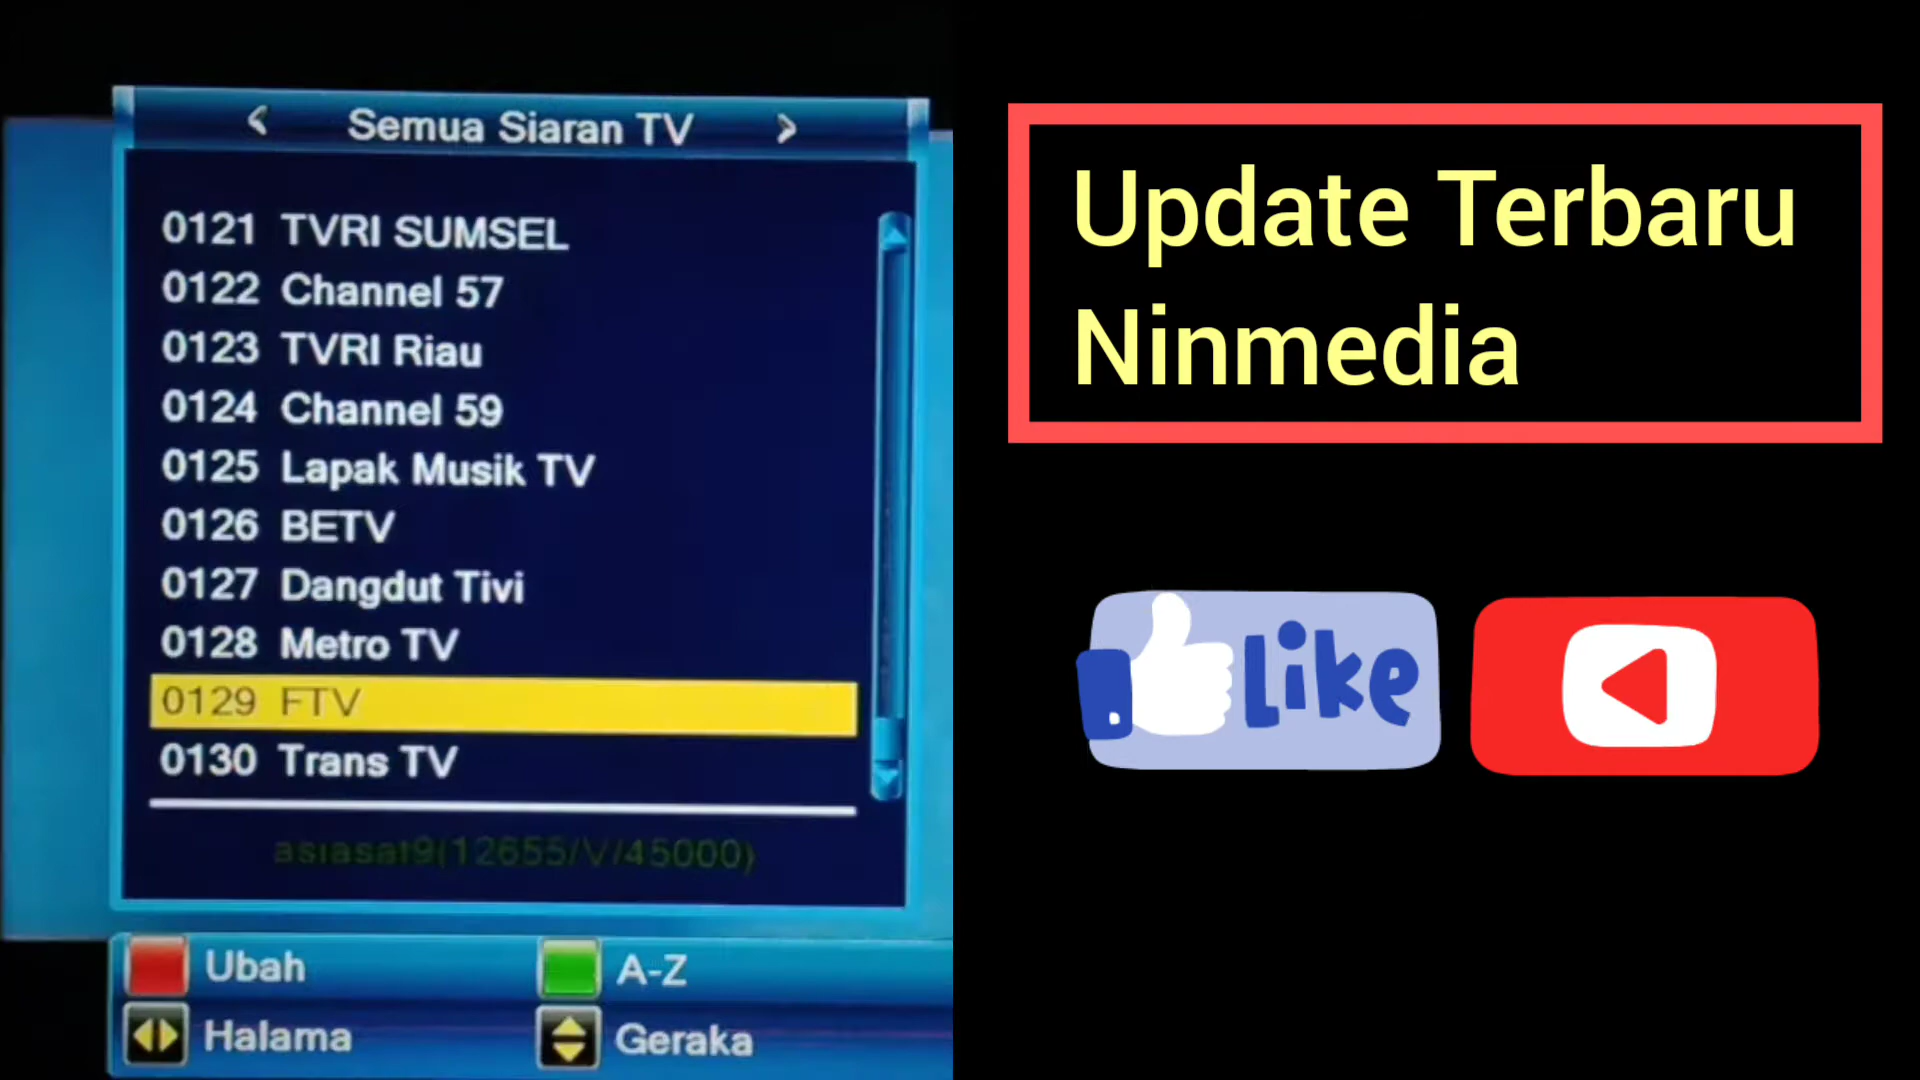 < Semua Siaran TV >
0121 TVRI SUMSEL
0122 Channel 57
0123 TVRI Riau
0124 Channel 59
0125 Lapak Musik TV
0126 BETV
0127 Dangdut Tivi
0128 Metro TV
0129 FTV
0130 Trans TV
asiasat9(12655/V/45000)
Ubah
A-Z
Halama
Geraka
Update Terbaru
Ninmedia
Like